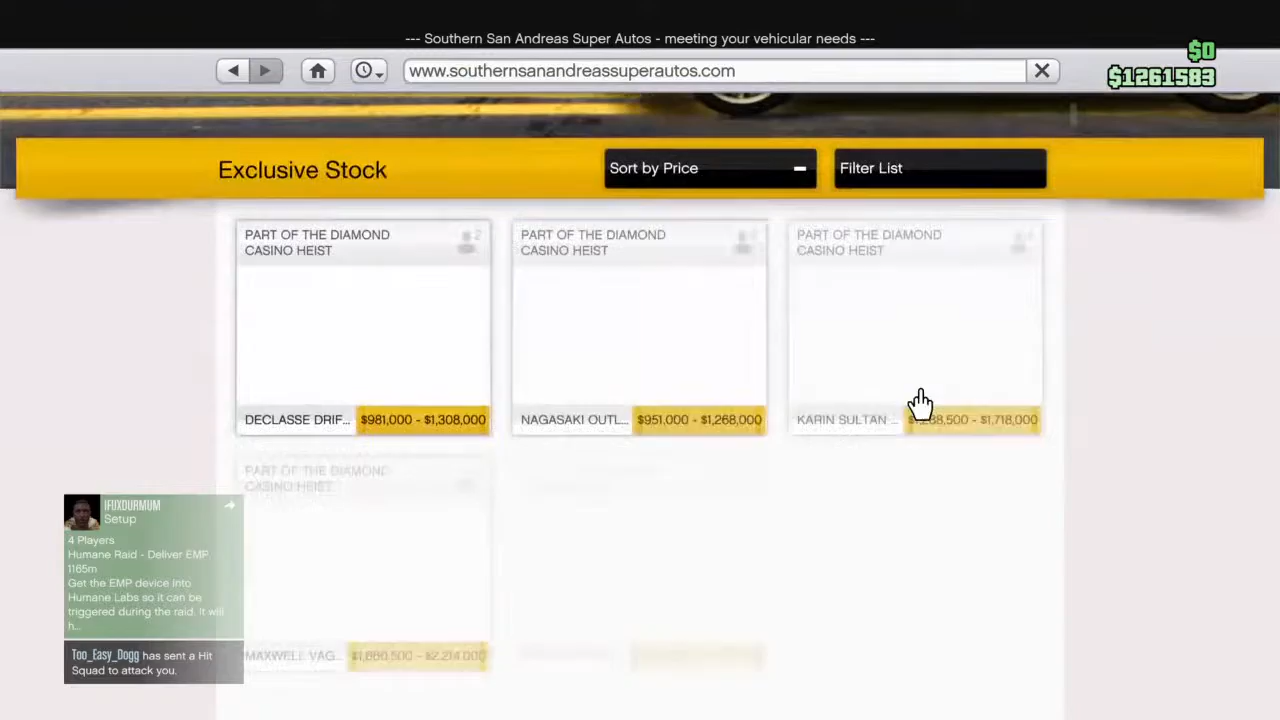 --- Southern San Andreas Super Autos - meeting your vehicular needs ---
www.southernsanandreassuperautos.com
$0
$1261583
Exclusive Stock
Sort by Price
Filter List
PART OF THE DIAMOND
CASINO HEIST
2
DECLASSE DRIF...
$981,000 - $1,308,000
PART OF THE DIAMOND
CASINO HEIST
NAGASAKI OUTL...
$951,000 - $1,268,000
PART OF THE DIAMOND
CASINO HEIST
KARIN SULTAN ...
- $1,718,000
PART OF THE DIAMOND
CASINO HEIST
MAXWELL VAG...
$1,660,500 - $2,214,000
IFUXDURMUM
Setup
4 Players
Humane Raid - Deliver EMP
1165m
Get the EMP device into
Humane Labs so it can be
triggered during the raid. It will
h...
Too_Easy_Dogg has sent a Hit
Squad to attack you.